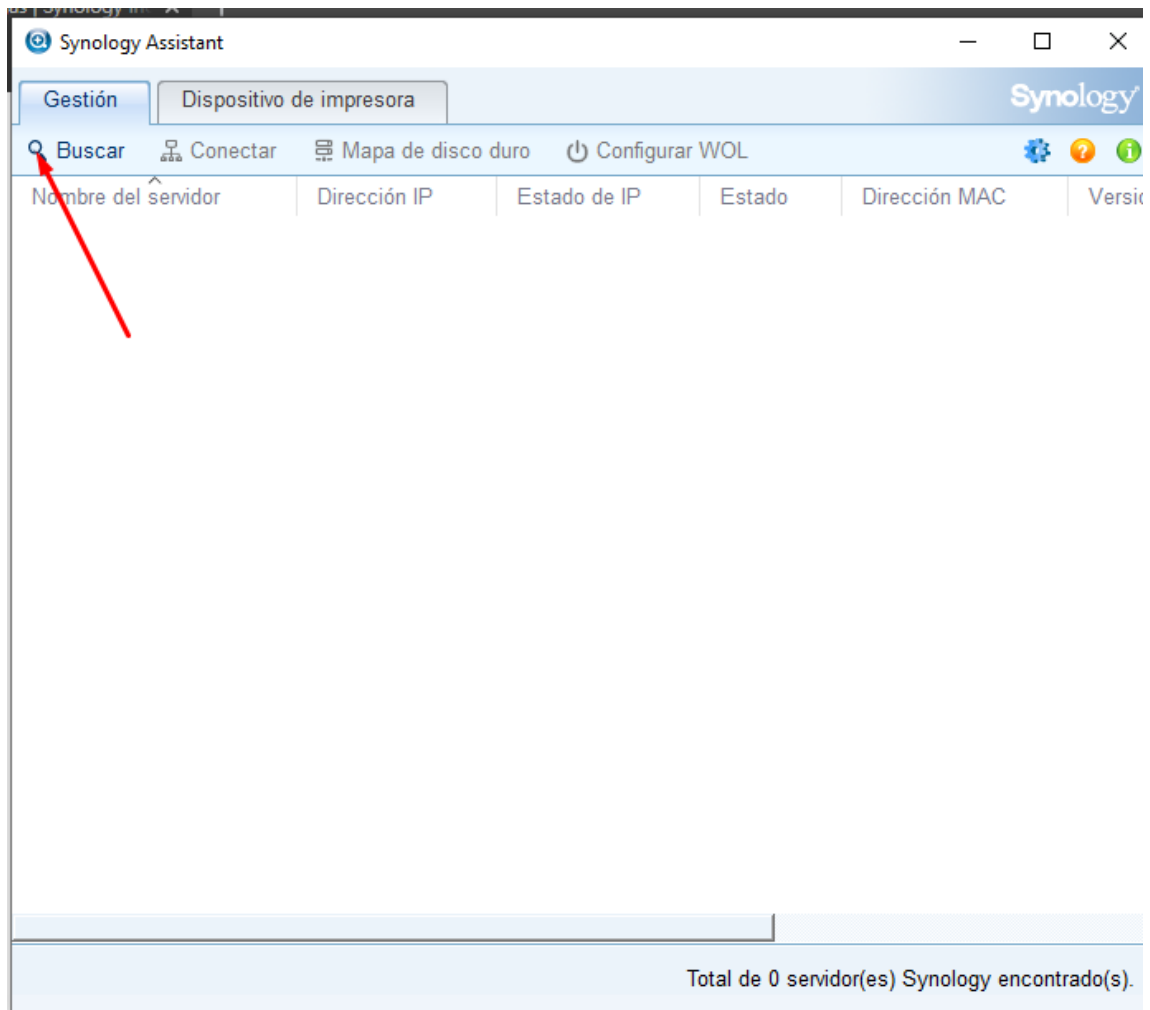 Synology Assistant
Gestión Dispositivo de impresora Synology
Buscar Conectar Mapa de disco duro Configurar WOL
Nombre del servidor Dirección IP Estado de IP Estado Dirección MAC Versic
Total de 0 servidor(es) Synology encontrado(s).